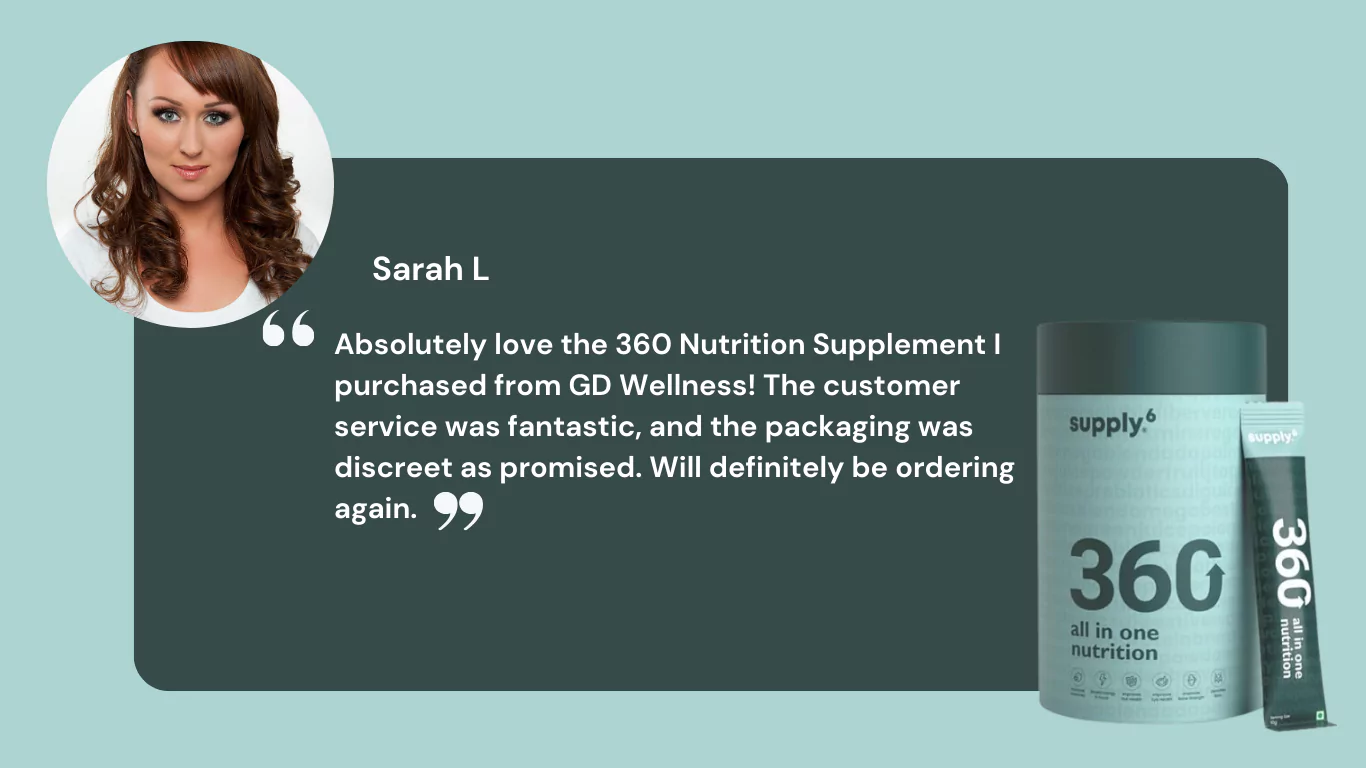 Sarah L
“ Absolutely love the 360 Nutrition Supplement I
purchased from GD Wellness! The customer
service was fantastic, and the packaging was
discreet as promised. Will definitely be ordering
again. ”
supply.6
360
all in one
nutrition
supply.6
360
all in one
nutrition